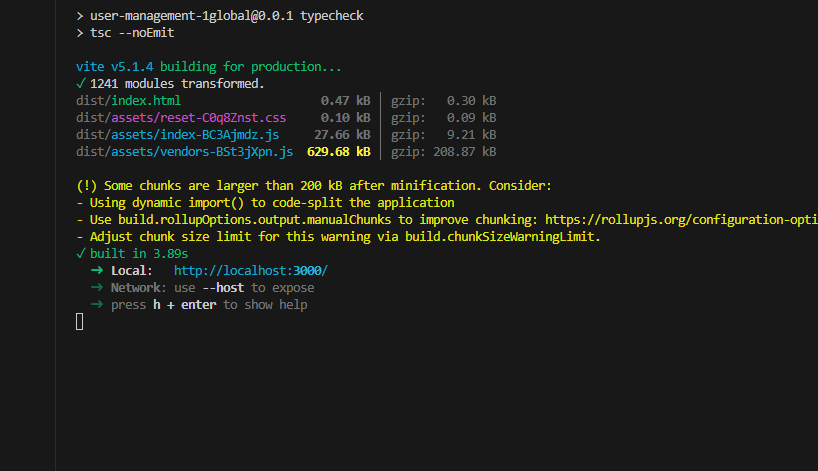 > user-management-1global@0.0.1 typecheck
> tsc --noEmit
vite v5.1.4 building for production...
✓ 1241 modules transformed.
dist/index.html 0.47 kB │ gzip: 0.30 kB
dist/assets/reset-C0q8Znst.css 0.10 kB │ gzip: 0.09 kB
dist/assets/index-BC3Ajmdz.js 27.66 kB │ gzip: 9.21 kB
dist/assets/vendors-BSt3jXpn.js 629.68 kB │ gzip: 208.87 kB
(!) Some chunks are larger than 200 kB after minification. Consider:
- Using dynamic import() to code-split the application
- Use build.rollupOptions.output.manualChunks to improve chunking: https://rollupjs.org/configuration-opti
- Adjust chunk size limit for this warning via build.chunkSizeWarningLimit.
✓ built in 3.89s
➜ Local: http://localhost:3000/
➜ Network: use --host to expose
➜ press h + enter to show help